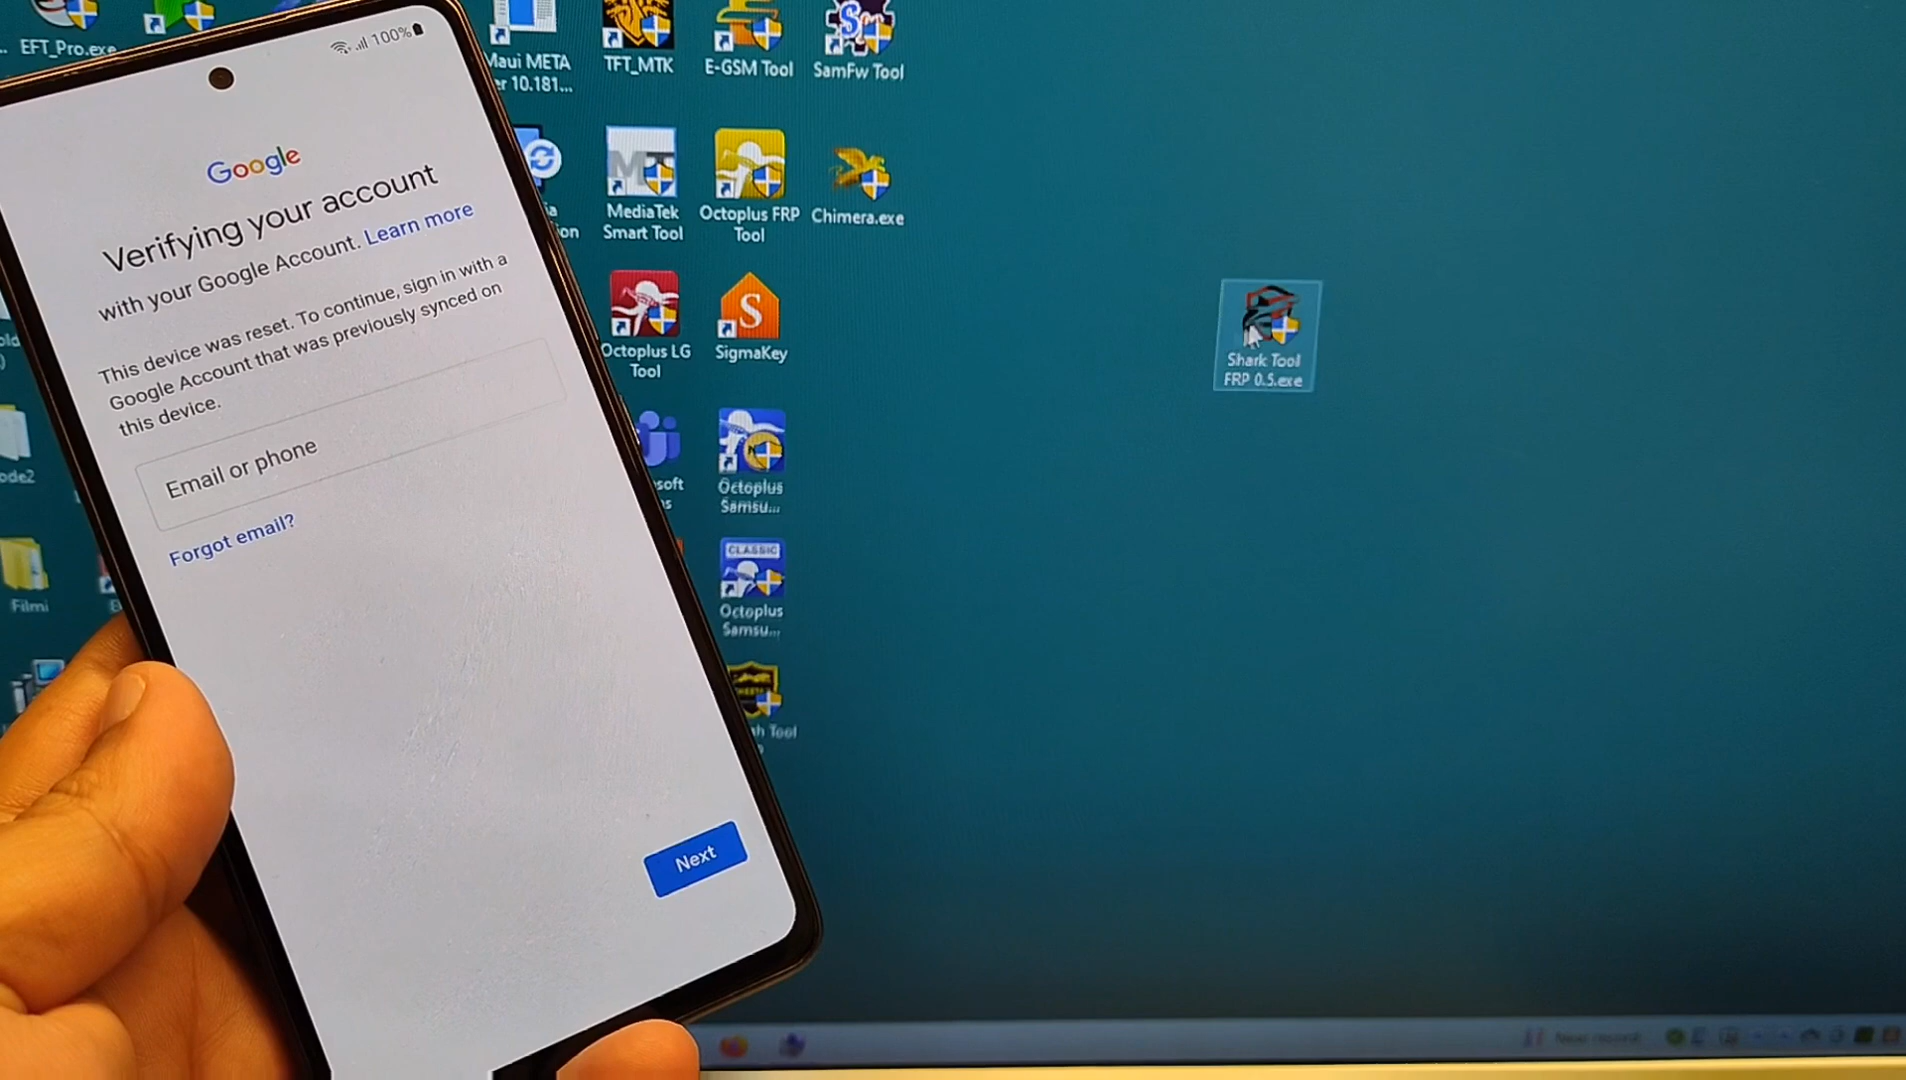 100%
Google
Verifying your account
with your Google Account. Learn more
This device was reset. To continue, sign in with a
Google Account that was previously synced on
this device.
Email or phone
Forgot email?
Next
EFT_Pro.exe
Maui META
10.181...
TFT_MTK
E-GSM Tool
SamFw Tool
MediaTek
Smart Tool
Octoplus FRP
Tool
Chimera.exe
Octoplus LG
Tool
S
SigmaKey
Octoplus
Samsu...
CLASSIC
Octoplus
Samsu...
Tool
Filmi
Shark Tool
FRP 0.5.exe